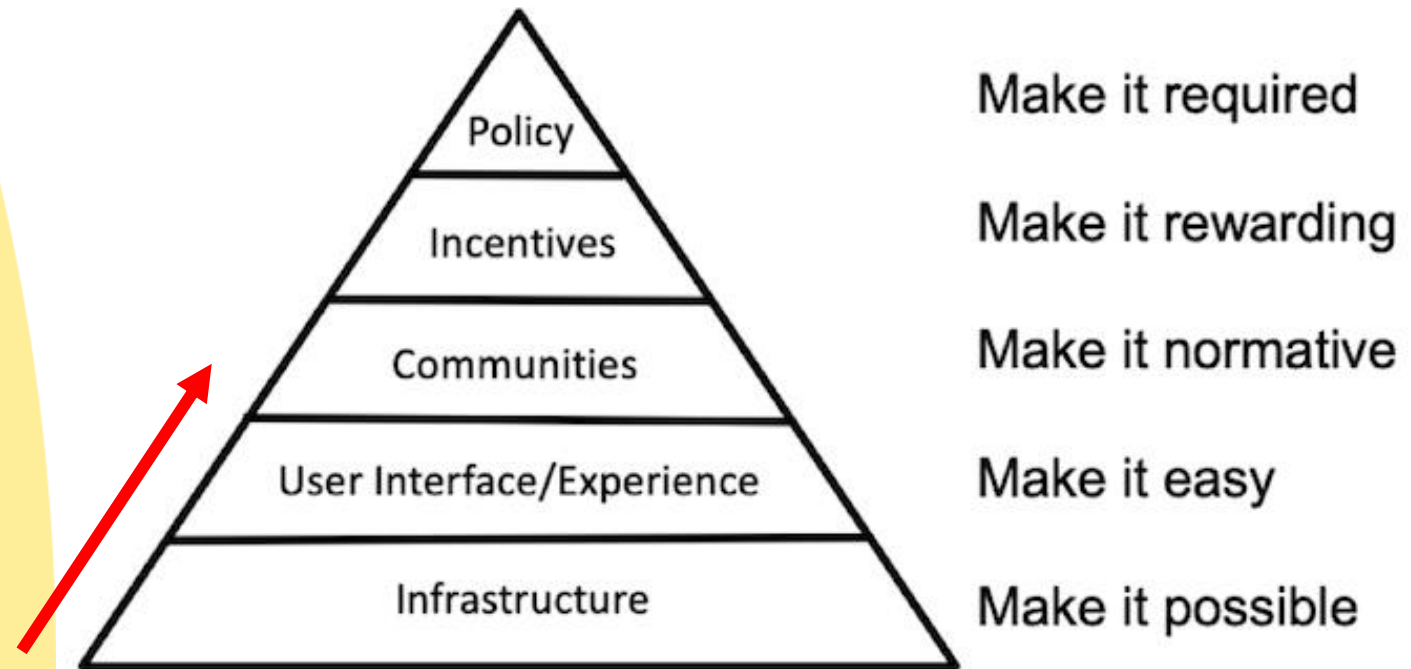 Policy
Make it required
Incentives
Make it rewarding
Communities
Make it normative
User Interface/Experience
Make it easy
Infrastructure
Make it possible